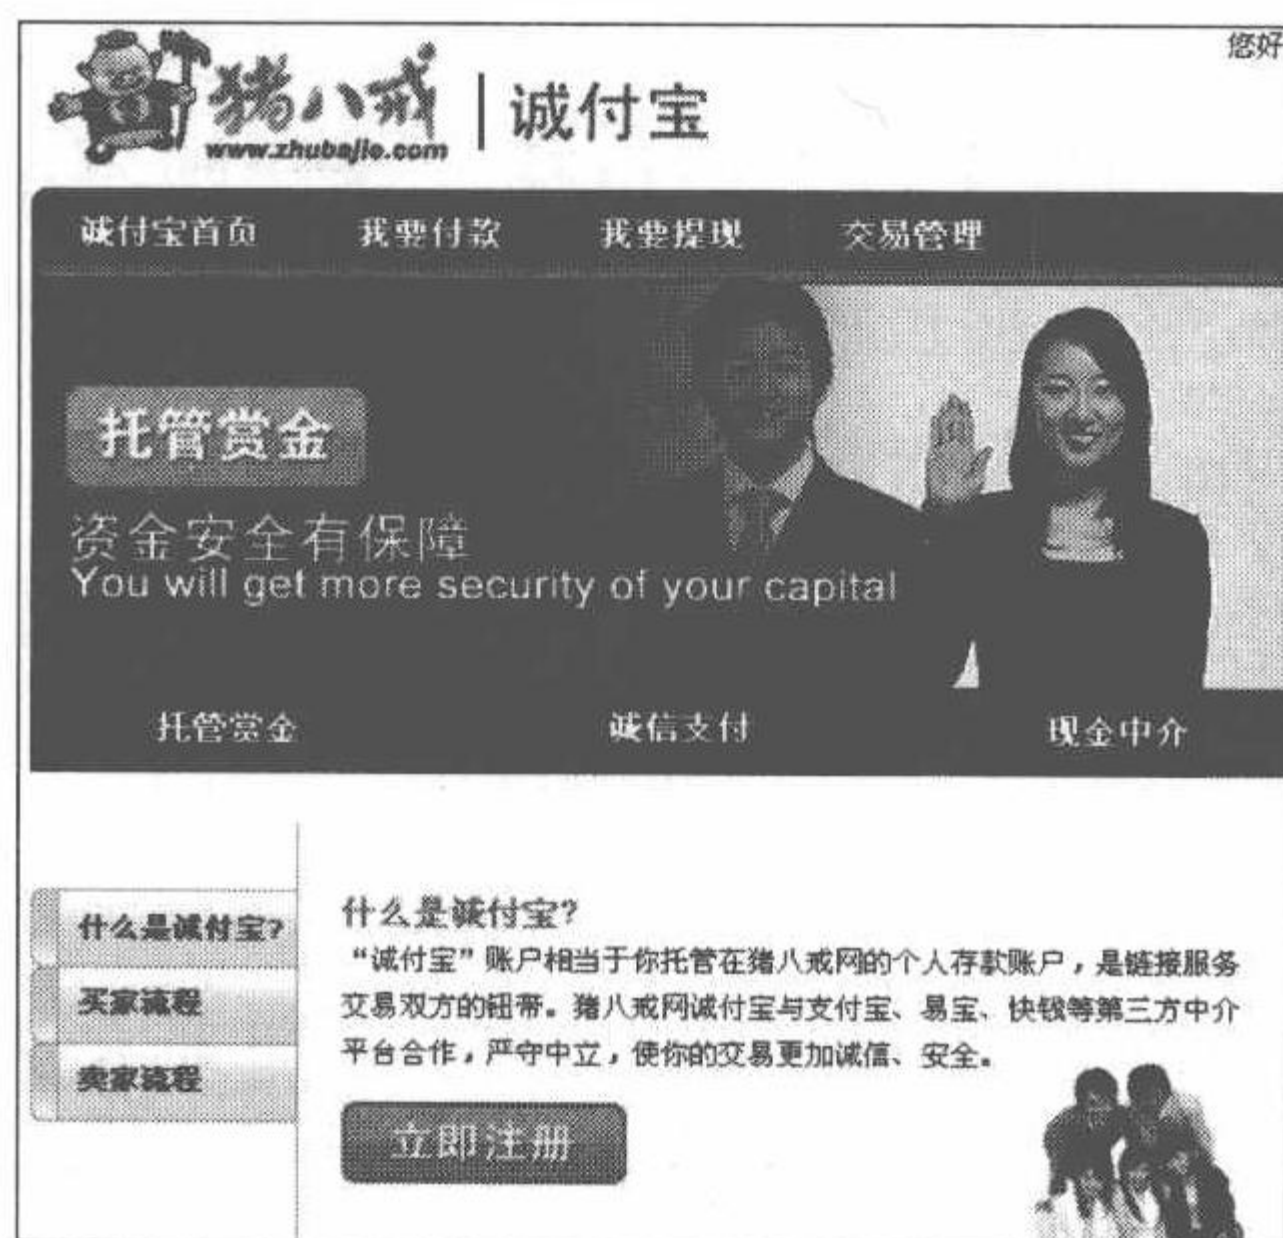 您好
猪八戒
www.zhubajie.com
诚付宝
诚付宝首页 我要付款 我要提现 交易管理
托管赏金
资金安全有保障
You will get more security of your capital
托管赏金 诚信支付 现金中介
什么是诚付宝?
买家流程
卖家流程
什么是诚付宝?
“诚付宝”账户相当于你托管在猪八戒网的个人存款账户，是链接服务
交易双方的钮带。猪八戒网诚付宝与支付宝、易宝、快钱等第三方中介
平台合作，严守中立，使你的交易更加诚信、安全。
立即注册